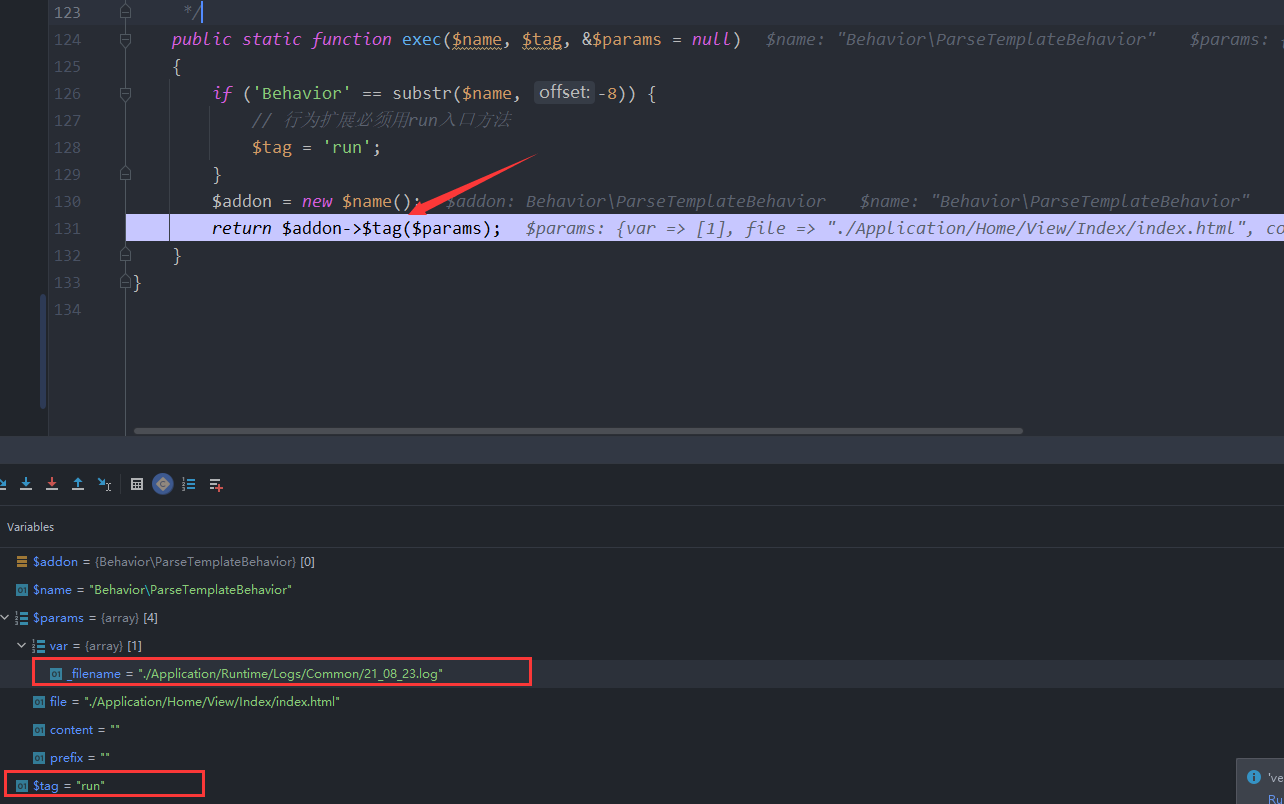 123 */
124 public static function exec($name, $tag, &$params = null) $name: "Behavior\ParseTemplateBehavior" $params: {
125 {
126 if ('Behavior' == substr($name, offset: -8)) {
127 // 行为扩展必须用run入口方法
128 $tag = 'run';
129 }
130 $addon = new $name(); $addon: Behavior\ParseTemplateBehavior $name: "Behavior\ParseTemplateBehavior"
131 return $addon->$tag($params); $params: {var => [1], file => "./Application/Home/View/Index/index.html", co
132 }
133 }
134
Variables
$addon = {Behavior\ParseTemplateBehavior} [0]
$name = "Behavior\ParseTemplateBehavior"
$params = {array} [4]
var = {array} [1]
_filename = "./Application/Runtime/Logs/Common/21_08_23.log"
file = "./Application/Home/View/Index/index.html"
content = ""
prefix = ""
$tag = "run"
've
Ru